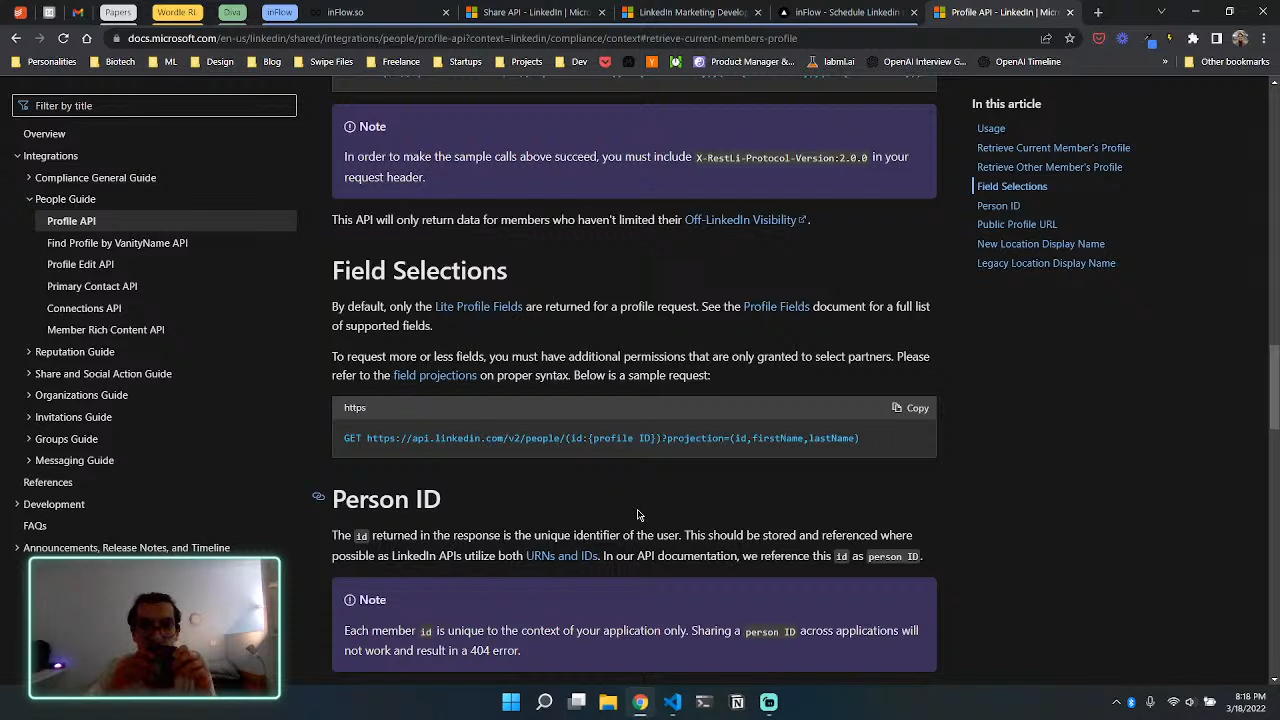 Papers
Wordle RL
Diva
inFlow
inFlow.so
Share API - LinkedIn | Micro
LinkedIn Marketing Develop
Profile API - LinkedIn | Micro
docs.microsoft.com/en-us/linkedin/shared/integrations/people/profile-api?context=linkedin/compliance/context#retrieve-current-members-profile
Personalities
Biotech
ML
Design
Blog
Swipe Files
Freelance
Startups
Projects
Dev
Product Manager &...
labmLai
OpenAI Interview G...
OpenAI Timeline
Other bookmarks
Filter by title
Overview
Integrations
Compliance General Guide
People Guide
Profile API
Find Profile by VanityName API
Profile Edit API
Primary Contact API
Connections API
Member Rich Content API
Reputation Guide
Share and Social Action Guide
Organizations Guide
Invitations Guide
Groups Guide
Messaging Guide
References
Development
FAQs
Announcements, Release Notes, and Timeline
Note
In order to make the sample calls above succeed, you must include X-RestLi-Protocol-Version:2.0.0 in your
request header.
This API will only return data for members who haven't limited their Off-LinkedIn Visibility .
Field Selections
By default, only the Lite Profile Fields are returned for a profile request. See the Profile Fields document for a full list
of supported fields.
To request more or less fields, you must have additional permissions that are only granted to select partners. Please
refer to the field projections on proper syntax. Below is a sample request:
https
Copy
GET https://api.linkedin.com/v2/people/(id:{profile ID})?projection=(id,firstName,lastName)
Person ID
The id returned in the response is the unique identifier of the user. This should be stored and referenced where
possible as LinkedIn APIs utilize both URNs and IDs. In our API documentation, we reference this id as person ID.
Note
Each member id is unique to the context of your application only. Sharing a person ID across applications will
not work and result in a 404 error.
In this article
Usage
Retrieve Current Member's Profile
Retrieve Other Member's Profile
Field Selections
Person ID
Public Profile URL
New Location Display Name
Legacy Location Display Name
8:18 PM
3/18/2022